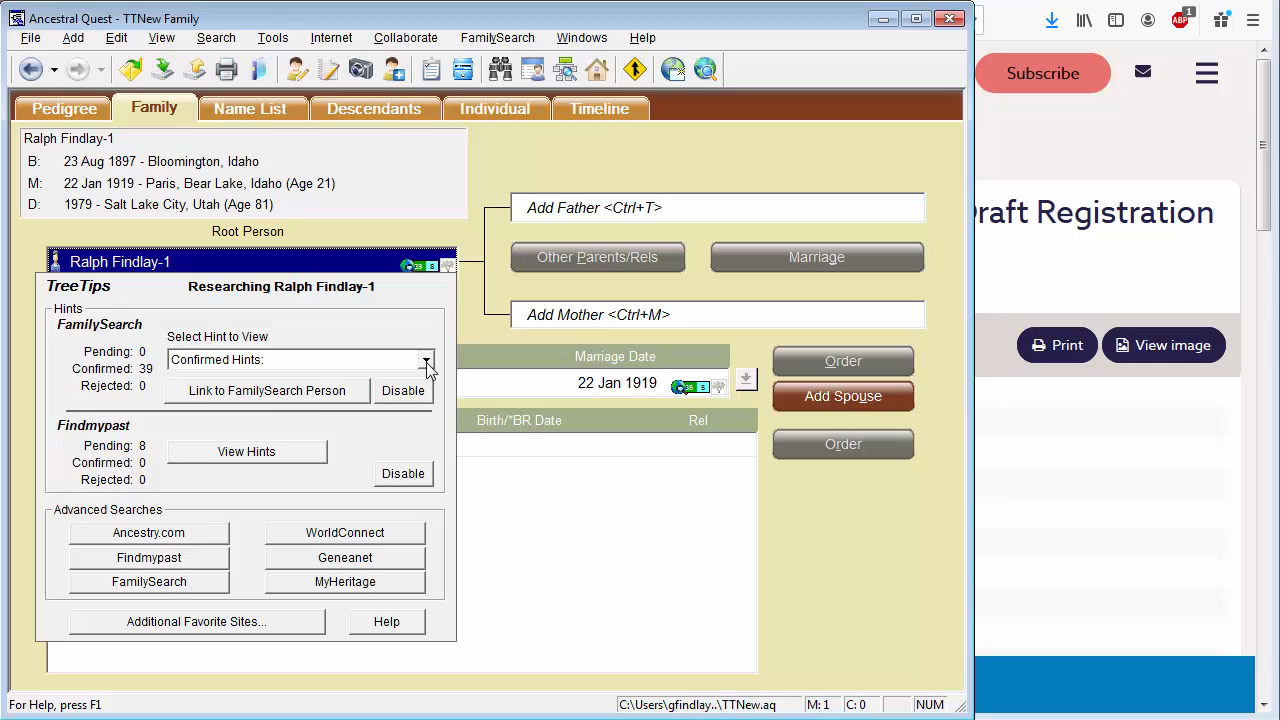 Ancestral Quest - TTNew Family
File Add Edit View Search Tools Internet Collaborate FamilySearch Windows Help
Pedigree Family Name List Descendants Individual Timeline
Ralph Findlay-1
B: 23 Aug 1897 - Bloomington, Idaho
M: 22 Jan 1919 - Paris, Bear Lake, Idaho (Age 21)
D: 1979 - Salt Lake City, Utah (Age 81)
Root Person
Ralph Findlay-1
39 8
Add Father <Ctrl+T>
Other Parents/Rels Marriage
Add Mother <Ctrl+M>
Marriage Date
22 Jan 1919
Birth/*BR Date Rel
Order
Add Spouse
Order
TreeTips Researching Ralph Findlay-1
Hints
FamilySearch
Select Hint to View
Pending: 0
Confirmed Hints:
Confirmed: 39
Rejected: 0
Link to FamilySearch Person Disable
Findmypast
Pending: 8
View Hints
Confirmed: 0
Rejected: 0
Disable
Advanced Searches
Ancestry.com WorldConnect
Findmypast Geneanet
FamilySearch MyHeritage
Additional Favorite Sites... Help
For Help, press F1
C:\Users\gfindlay..\TTNew.aq M: 1 C: 0 NUM
ABP 1
Subscribe
Draft Registration
Print View image